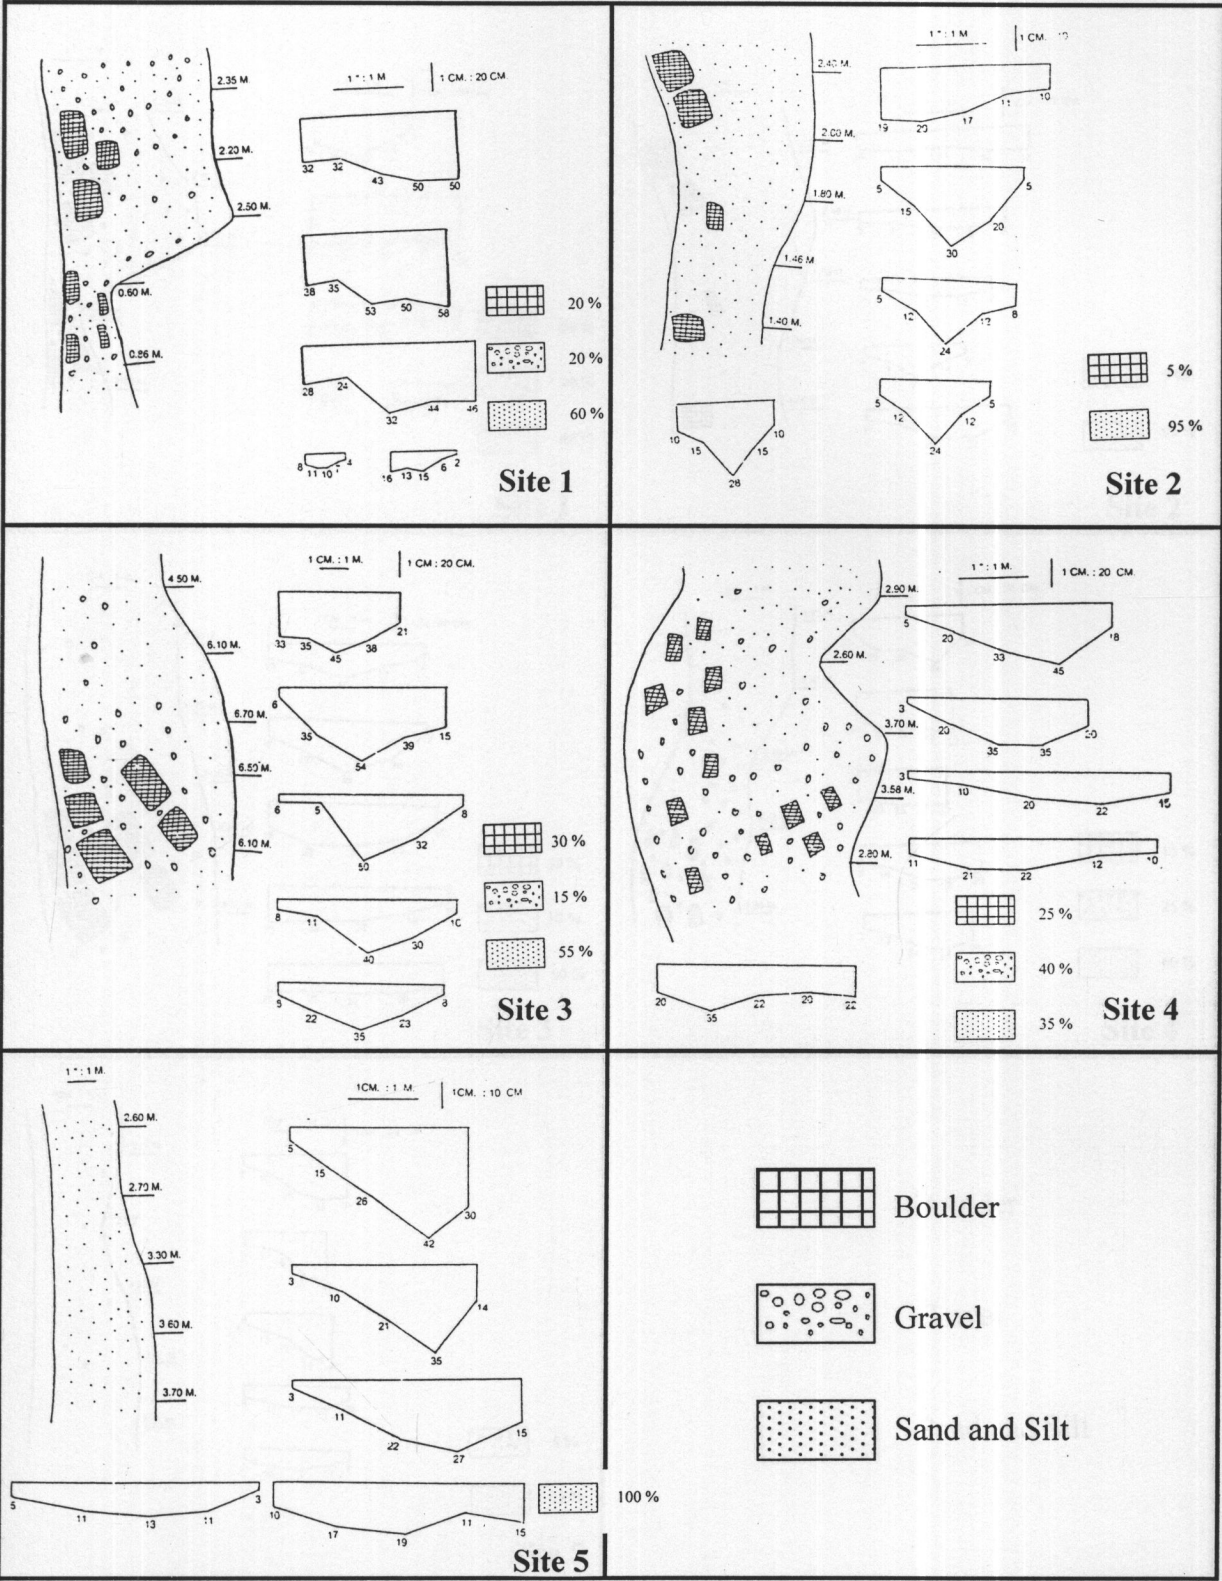 2.35 M.
1" : 1 M
1 CM. : 20 CM.
2.20 M.
2.50 M.
0.60 M.
0.86 M.
32 32 43 50 50
38 35 53 50 58
28 24 32 44 46
8 11 10 7 4
16 13 15 6 2
20 %
20 %
60 %
Site 1
1" : 1 M
1 CM.
2.00 M.
1.80 M.
1.46 M
1.40 M.
19 20 17 11 10
5 15 30 20 5
5 12 24 12 8
5 12 24 12 5
10 15 28 15 10
5 %
95 %
Site 2
4 50 M.
1 CM. : 1 M.
1 CM : 20 CM.
6.10 M.
6.70 M.
6.50 M.
6.10 M.
33 35 45 38 21
6 35 54 39 15
6 5 50 32 8
8 11 40 30 10
5 22 35 23 8
30 %
15 %
55 %
Site 3
1" : 1 M.
1 CM. : 20 CM
2.90 M.
2.60 M.
3.70 M.
3.58 M.
2.80 M.
5 20 33 45 18
3 20 35 35 20
3 10 20 22 15
11 21 22 12 10
20 35 22 20 22
25 %
40 %
35 %
Site 4
1" : 1 M.
1CM. : 1 M.
1CM. : 10 CM
2.60 M.
2.70 M.
3.30 M.
3 60 M.
3.70 M.
5 15 26 42 30
3 10 21 35 14
3 11 22 27 15
5 11 13 11 3
10 17 19 11 15
100 %
Site 5
Boulder
Gravel
Sand and Silt